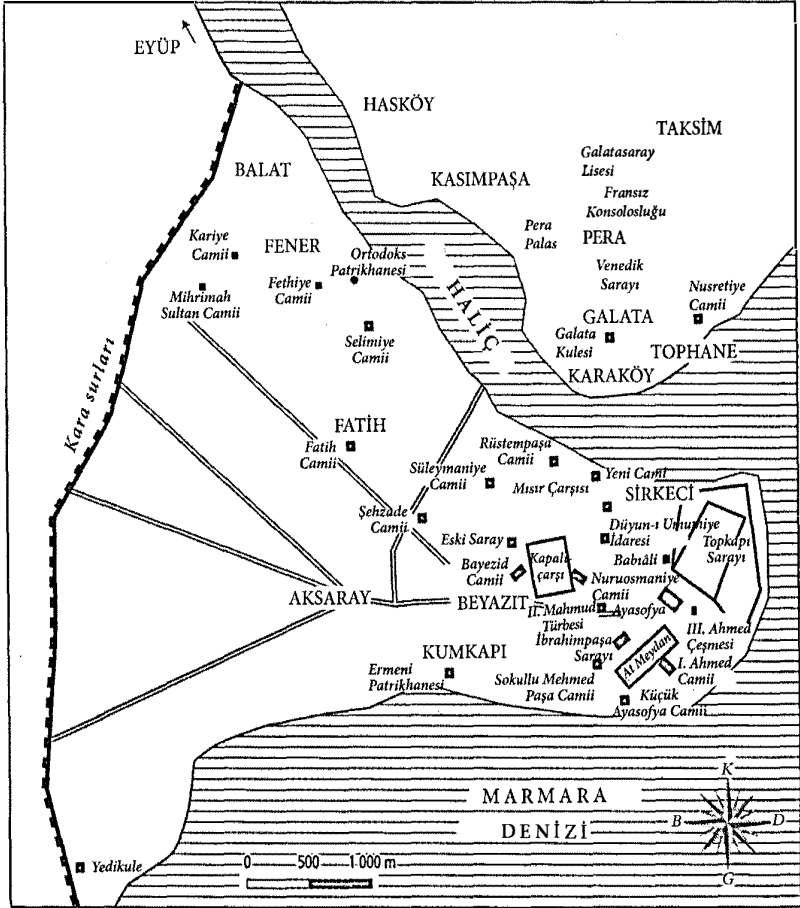 EYÜP
HASKÖY
TAKSİM
Galatasaray
Lisesi
BALAT
KASIMPAŞA
Fransız
Konsolosluğu
Pera
Palas
PERA
Kariye
Camii
FENER
Ortodoks
Patrikhanesi
Venedik
Sarayı
Fethiye
Camii
Mihrimah
Sultan Camii
HALİÇ
Nusretiye
Camii
GALATA
Selimiye
Camii
Galata
Kulesi
TOPHANE
KARAKÖY
Kara surları
FATİH
Fatih
Camii
Rüstempaşa
Camii
Süleymaniye
Camii
Yeni Cami
Mısır Çarşısı
SİRKECİ
Şehzade
Camii
Düyun-ı Umumiye
İdaresi
Topkapı
Sarayı
Eski Saray
Kapalı-
çarşı
Babıâli
Bayezid
Camii
Nuruosmaniye
Camii
AKSARAY
BEYAZIT
II. Mahmud
Türbesi
Ayasofya
III. Ahmed
Çeşmesi
İbrahimpaşa
Sarayı
At Meydanı
KUMKAPI
Ermeni
Patrikhanesi
Sokullu Mehmed
Paşa Camii
I. Ahmed
Camii
Küçük
Ayasofya Camii
MARMARA
DENİZİ
K
B
D
G
Yedikule
0 500 1 000 m